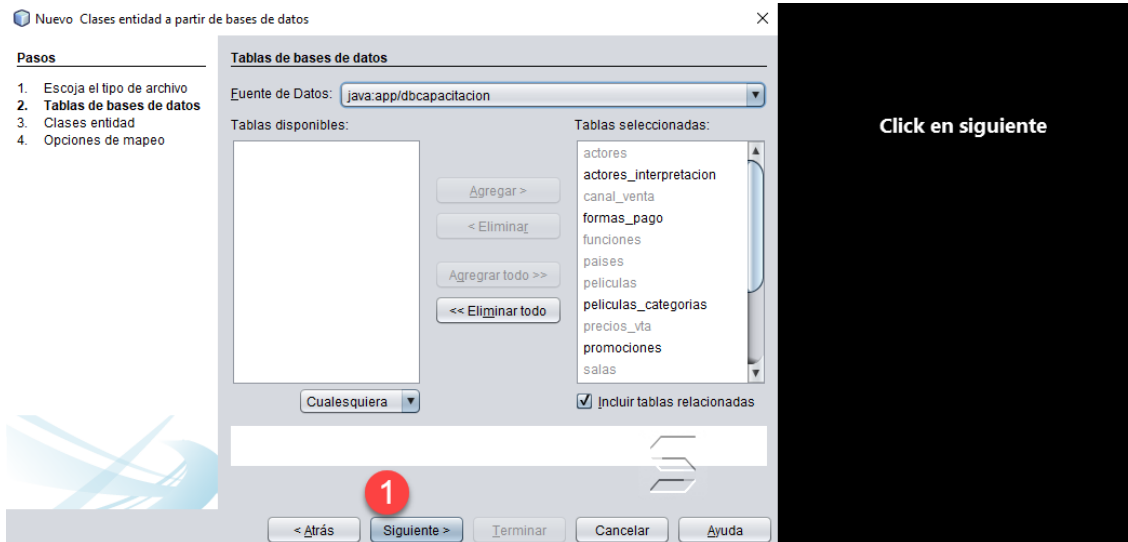 Nuevo Clases entidad a partir de bases de datos
Pasos
1. Escoja el tipo de archivo
2. Tablas de bases de datos
3. Clases entidad
4. Opciones de mapeo
Tablas de bases de datos
Fuente de Datos: java:app/dbcapacitacion
Tablas disponibles:
Agregar >
< Eliminar
Agregrar todo >>
<< Eliminar todo
Cualesquiera
Tablas seleccionadas:
actores
actores_interpretacion
canal_venta
formas_pago
funciones
paises
peliculas
peliculas_categorias
precios_vta
promociones
salas
Incluir tablas relacionadas
1
< Atrás
Siguiente >
Terminar
Cancelar
Ayuda
Click en siguiente